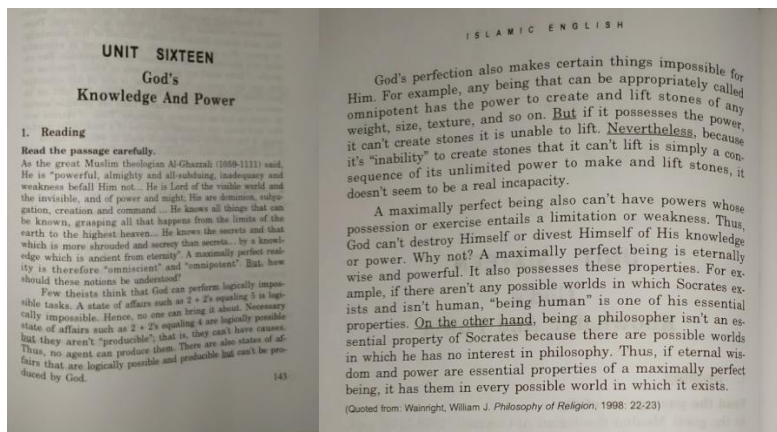 UNIT SIXTEEN
God's
Knowledge And Power
1. Reading
Read the passage carefully.
As the great Muslim theologian Al-Ghazzali (1059-1111) said,
He is "powerful, almighty and all-subduing, inadequacy and
weakness befall Him not... He is Lord of the visible world and
the invisible, and of power and might; His are dominion, subju-
gation, creation and command ... He knows all things that can
be known, grasping all that happens from the limits of the
earth to the highest heaven... He knows the secrets and that
which is more shrouded and secrecy than secrets... by a knowl-
edge which is ancient from eternity". A maximally perfect real-
ity is therefore "omniscient" and "omnipotent". But, how
should these notions be understood?
Few theists think that God can perform logically impos-
sible tasks. A state of affairs such as 2 + 2's equaling 5 is logi-
cally impossible. Hence, no one can bring it about. Necessary
state of affairs such as 2 + 2's equaling 4 are logically possible
but they aren't "producible"; that is, they can't have causes.
Thus, no agent can produce them. There are also states of af-
fairs that are logically possible and producible but can't be pro-
duced by God.
143
ISLAMIC ENGLISH
God's perfection also makes certain things impossible for
Him. For example, any being that can be appropriately called
omnipotent has the power to create and lift stones of any
weight, size, texture, and so on. But if it possesses the power,
it can't create stones it is unable to lift. Nevertheless, because
it's "inability" to create stones that it can't lift is simply a con-
sequence of its unlimited power to make and lift stones, it
doesn't seem to be a real incapacity.
A maximally perfect being also can't have powers whose
possession or exercise entails a limitation or weakness. Thus,
God can't destroy Himself or divest Himself of His knowledge
or power. Why not? A maximally perfect being is eternally
wise and powerful. It also possesses these properties. For ex-
ample, if there aren't any possible worlds in which Socrates ex-
ists and isn't human, "being human" is one of his essential
properties. On the other hand, being a philosopher isn't an es-
sential property of Socrates because there are possible worlds
in which he has no interest in philosophy. Thus, if eternal wis-
dom and power are essential properties of a maximally perfect
being, it has them in every possible world in which it exists.
(Quoted from: Wainright, William J. Philosophy of Religion, 1998: 22-23)